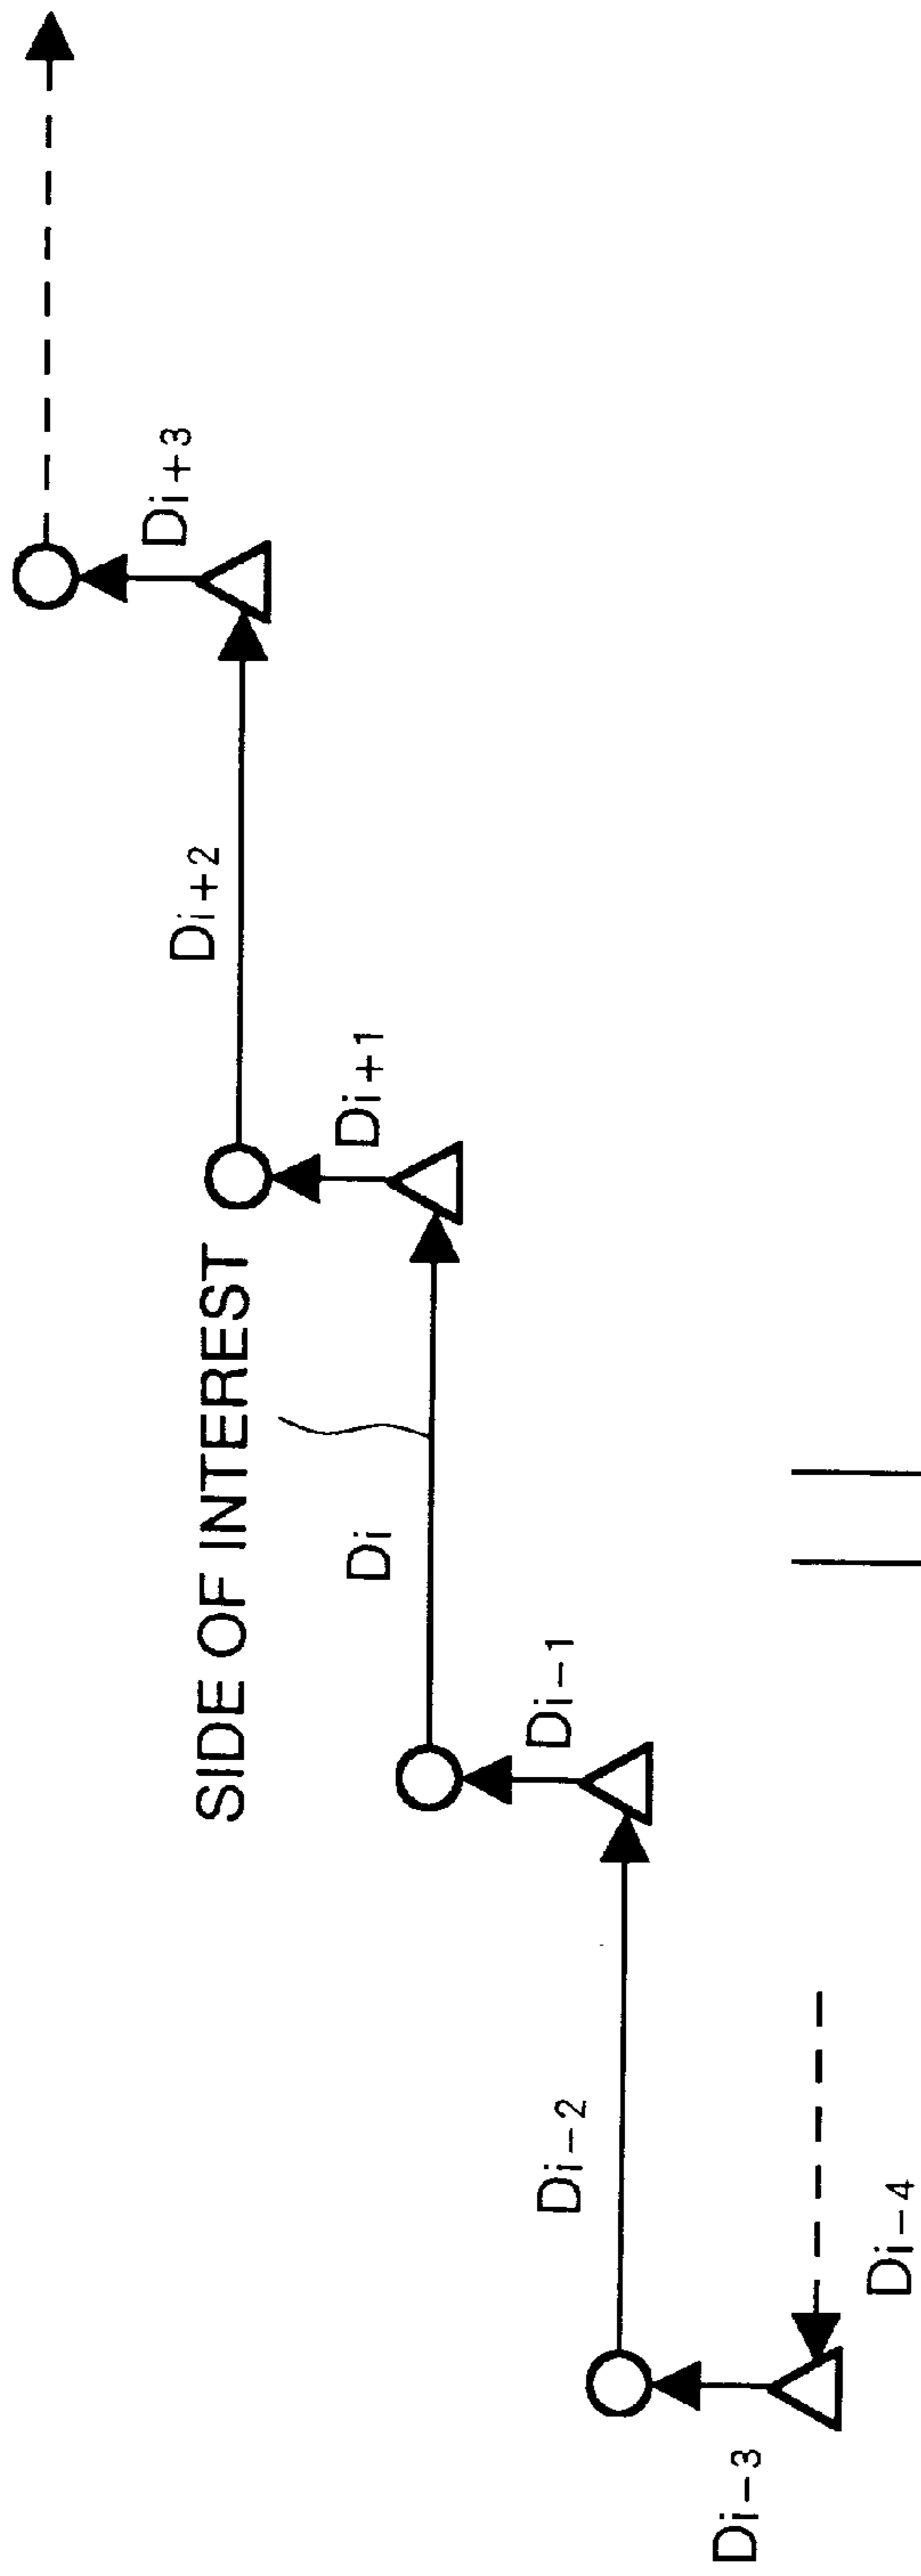 SIDE OF INTEREST
Di-4
Di-3
Di-2
Di-1
Di
Di+1
Di+2
Di+3